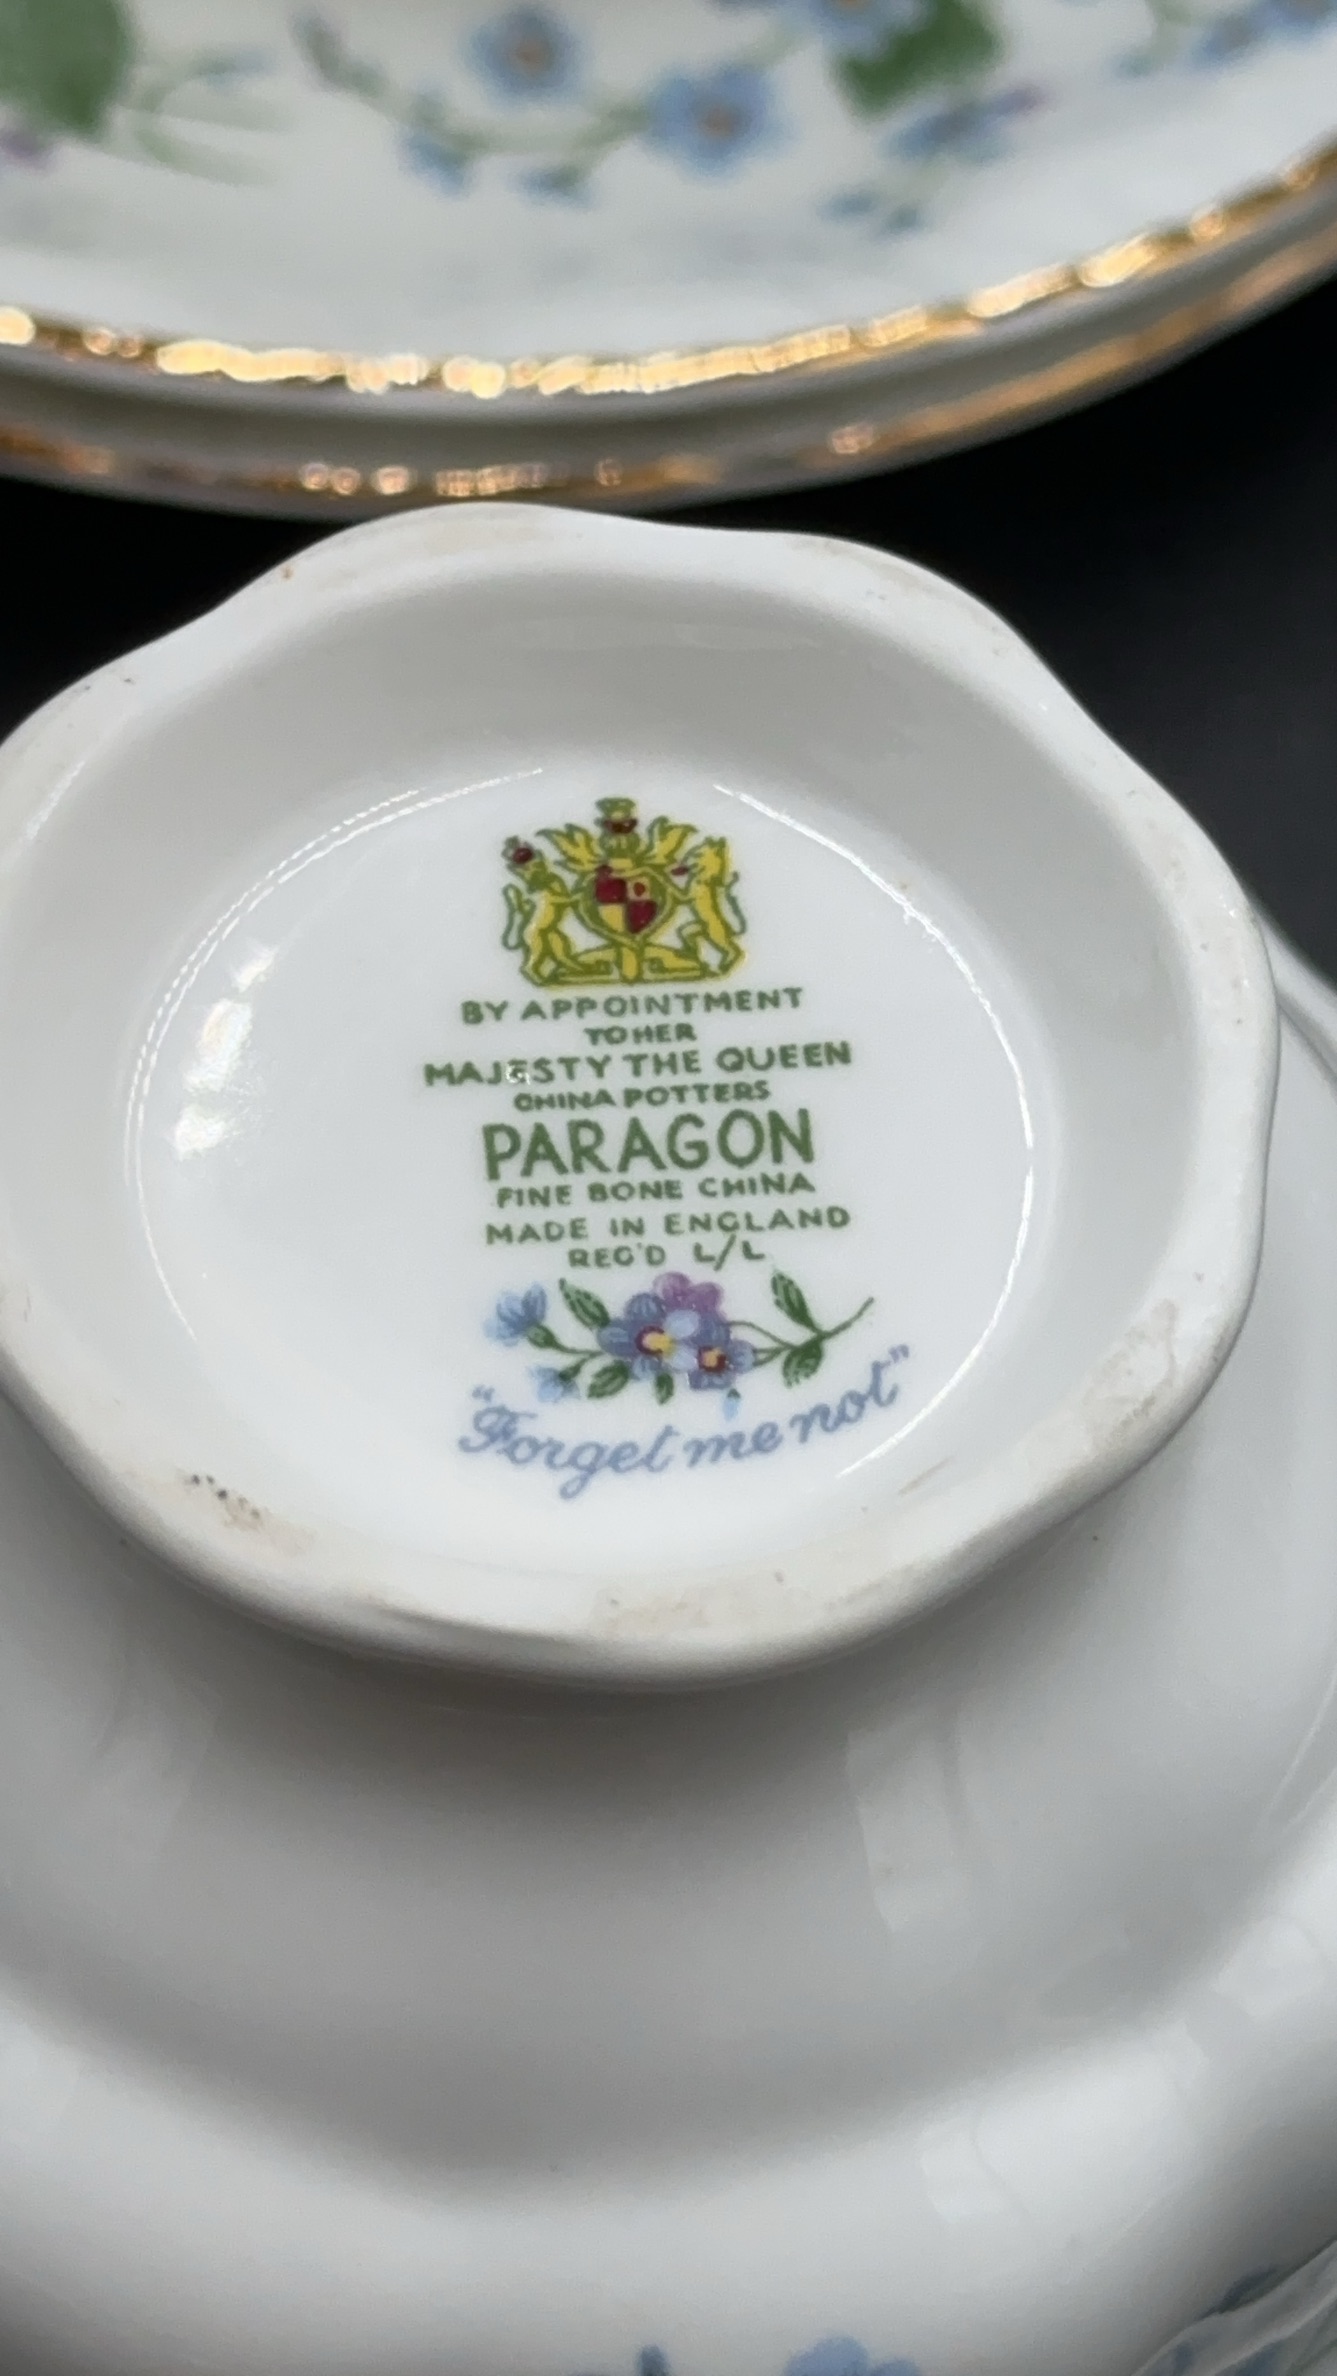 BY APPOINTMENT
TO HER
MAJESTY THE QUEEN
CHINA POTTERS
PARAGON
FINE BONE CHINA
MADE IN ENGLAND
REG'D L/L
"Forget me not"